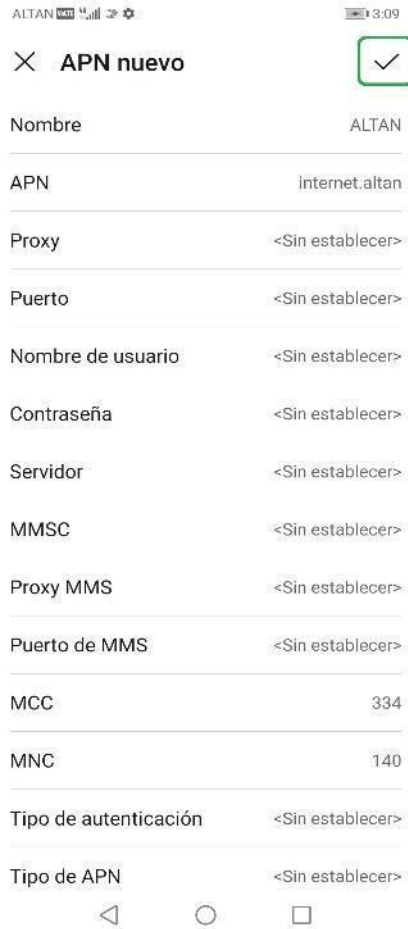 ALTAN VoLTE 3:09
APN nuevo
Nombre ALTAN
APN internet.altan
Proxy <Sin establecer>
Puerto <Sin establecer>
Nombre de usuario <Sin establecer>
Contraseña <Sin establecer>
Servidor <Sin establecer>
MMSC <Sin establecer>
Proxy MMS <Sin establecer>
Puerto de MMS <Sin establecer>
MCC 334
MNC 140
Tipo de autenticación <Sin establecer>
Tipo de APN <Sin establecer>